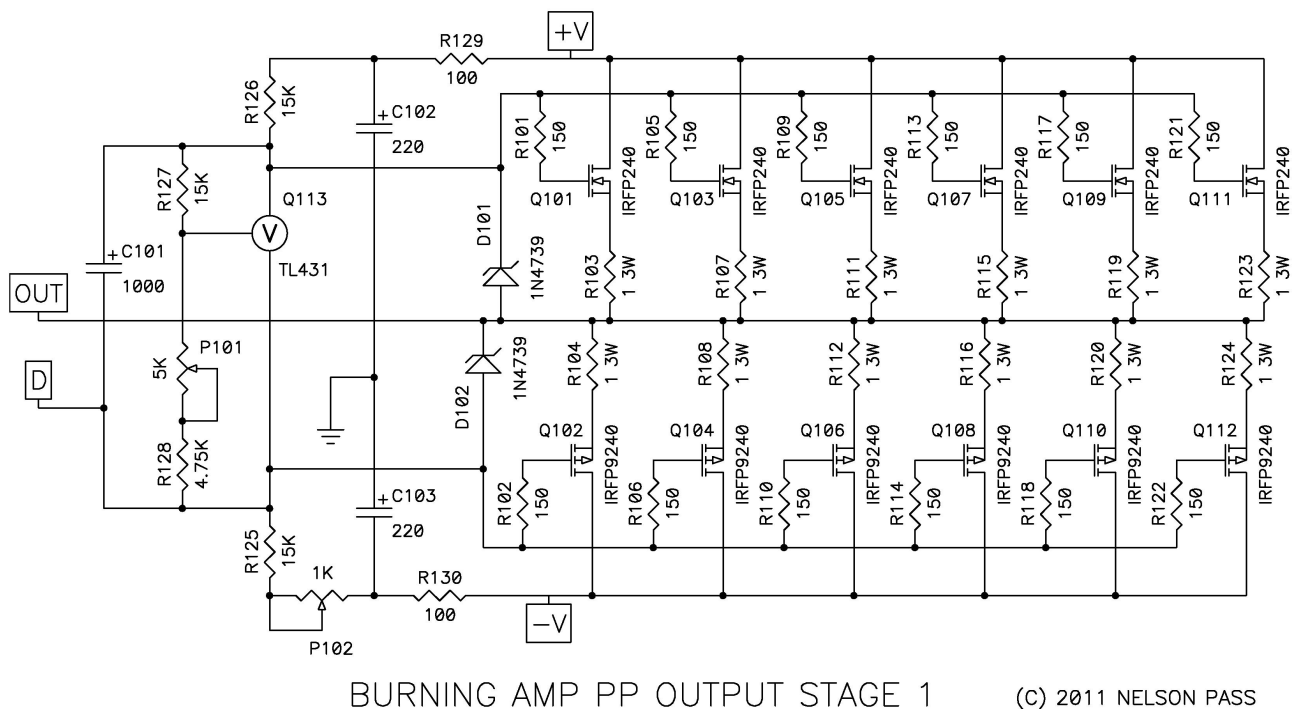 +V
R129
100
R126
15K
+ C102
220
R101
150
R105
150
R109
150
R113
150
R117
150
R121
150
R127
15K
Q113
V
TL431
+ C101
1000
D101
1N4739
Q101
IRFP240
Q103
IRFP240
Q105
IRFP240
Q107
IRFP240
Q109
IRFP240
Q111
IRFP240
R103
1 3W
R107
1 3W
R111
1 3W
R115
1 3W
R119
1 3W
R123
1 3W
OUT
P101
5K
D
D102
1N4739
R104
1 3W
R108
1 3W
R112
1 3W
R116
1 3W
R120
1 3W
R124
1 3W
R128
4.75K
Q102
IRFP9240
Q104
IRFP9240
Q106
IRFP9240
Q108
IRFP9240
Q110
IRFP9240
Q112
IRFP9240
+ C103
220
R102
150
R106
150
R110
150
R114
150
R118
150
R122
150
R125
15K
1K
P102
R130
100
-V
BURNING AMP PP OUTPUT STAGE 1
(C) 2011 NELSON PASS